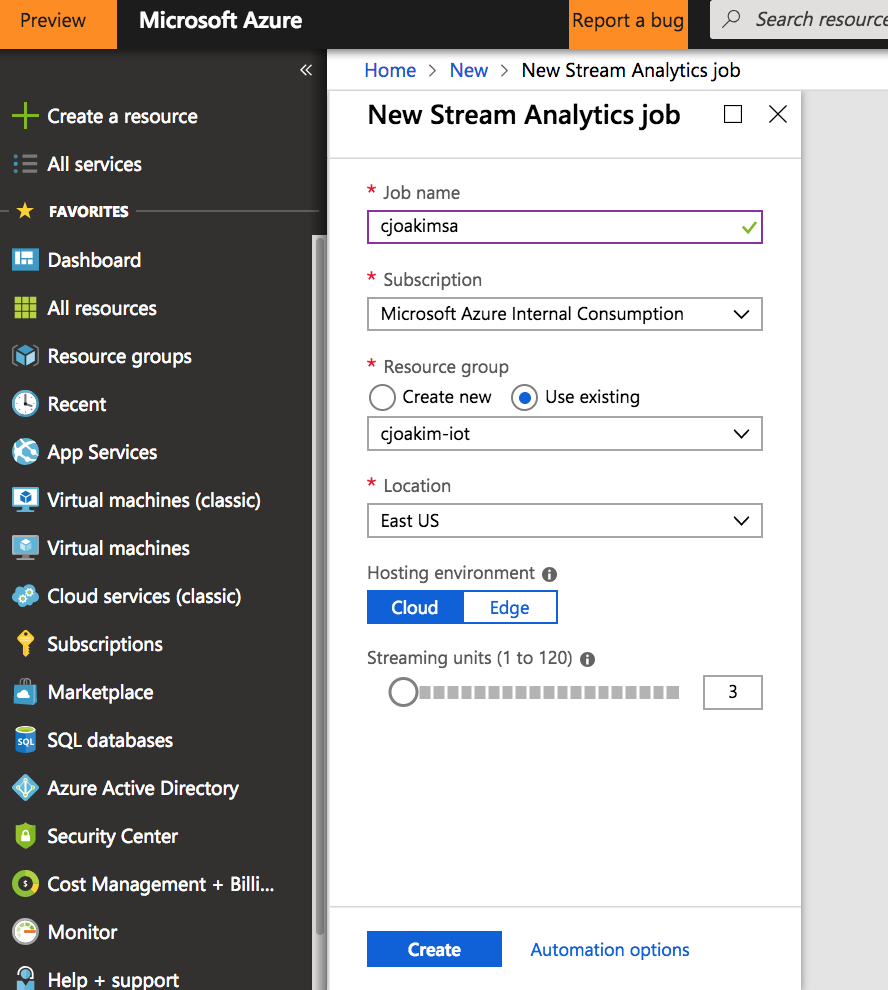 Preview
Microsoft Azure
Report a bug
Search resource
«
Home > New > New Stream Analytics job
Create a resource
All services
FAVORITES
Dashboard
All resources
Resource groups
Recent
App Services
Virtual machines (classic)
Virtual machines
Cloud services (classic)
Subscriptions
Marketplace
SQL
SQL databases
Azure Active Directory
Security Center
Cost Management + Billi...
Monitor
Help + support
New Stream Analytics job
* Job name
cjoakimsa
* Subscription
Microsoft Azure Internal Consumption
* Resource group
Create new Use existing
cjoakim-iot
* Location
East US
Hosting environment
Cloud Edge
Streaming units (1 to 120)
3
Create Automation options